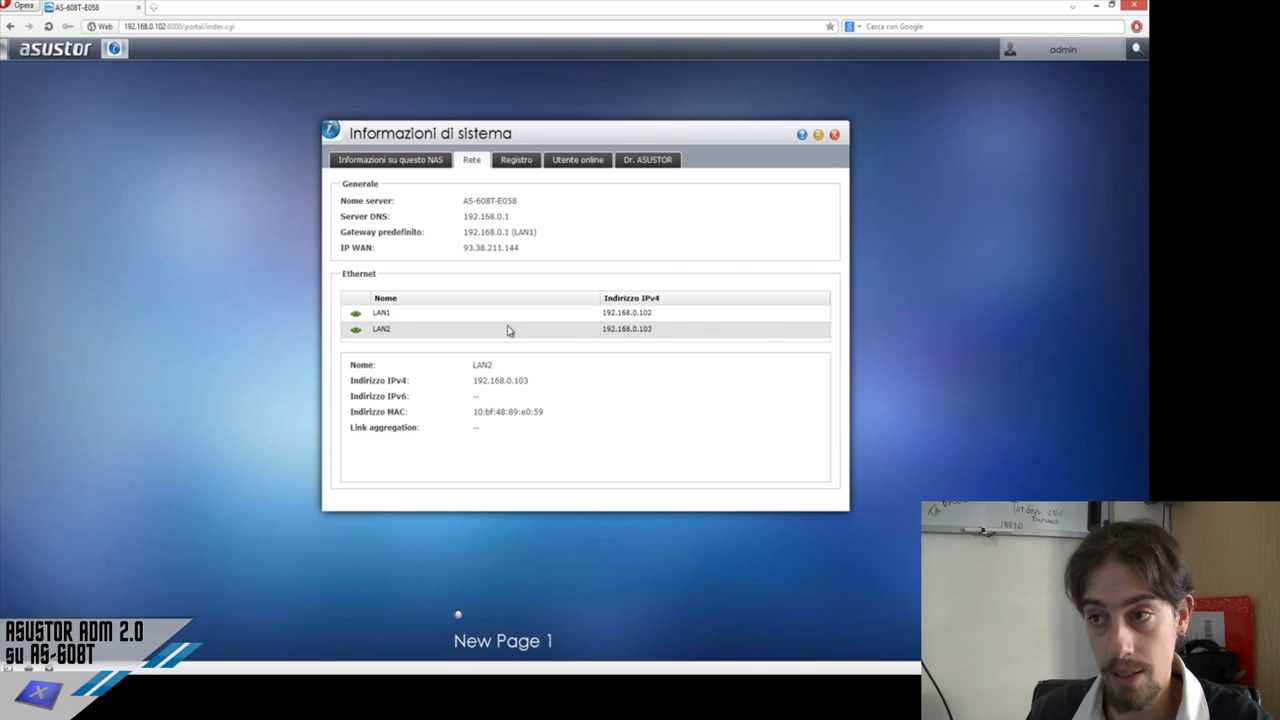 Opera
AS-608T-E058
Web
192.168.0.102:8000/portal/index.cgi
Cerca con Google
asustor
admin
Informazioni di sistema
Informazioni su questo NAS
Rete
Registro
Utente online
Dr. ASUSTOR
Generale
Nome server:
AS-608T-E058
Server DNS:
192.168.0.1
Gateway predefinito:
192.168.0.1 (LAN1)
IP WAN:
93.38.211.144
Ethernet
Nome
Indirizzo IPv4
LAN1
192.168.0.102
LAN2
192.168.0.103
Nome:
LAN2
Indirizzo IPv4:
192.168.0.103
Indirizzo IPv6:
--
Indirizzo MAC:
10:bf:48:89:e0:59
Link aggregation:
--
New Page 1
ASUSTOR ADM 2.0
su AS-608T